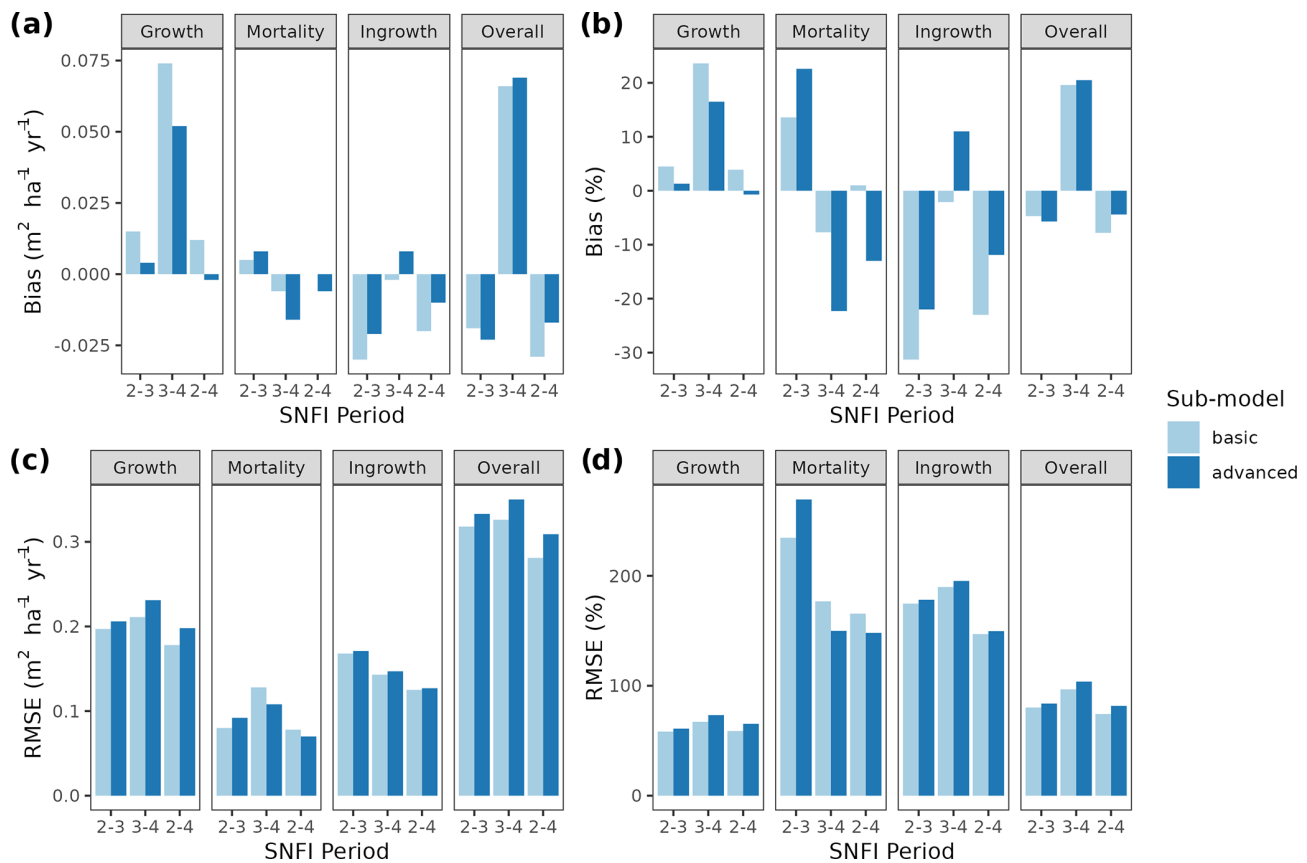 (a)
Growth Mortality Ingrowth Overall
0.075
0.050
0.025
0.000
-0.025
Bias (m² ha⁻¹ yr⁻¹)
2-3 3-4 2-4 2-3 3-4 2-4 2-3 3-4 2-4 2-3 3-4 2-4
SNFI Period
(b)
Growth Mortality Ingrowth Overall
20
10
0
-10
-20
-30
Bias (%)
2-3 3-4 2-4 2-3 3-4 2-4 2-3 3-4 2-4 2-3 3-4 2-4
SNFI Period
Sub-model
basic
advanced
(c)
Growth Mortality Ingrowth Overall
0.3
0.2
0.1
0.0
RMSE (m² ha⁻¹ yr⁻¹)
2-3 3-4 2-4 2-3 3-4 2-4 2-3 3-4 2-4 2-3 3-4 2-4
SNFI Period
(d)
Growth Mortality Ingrowth Overall
200
100
0
RMSE (%)
2-3 3-4 2-4 2-3 3-4 2-4 2-3 3-4 2-4 2-3 3-4 2-4
SNFI Period